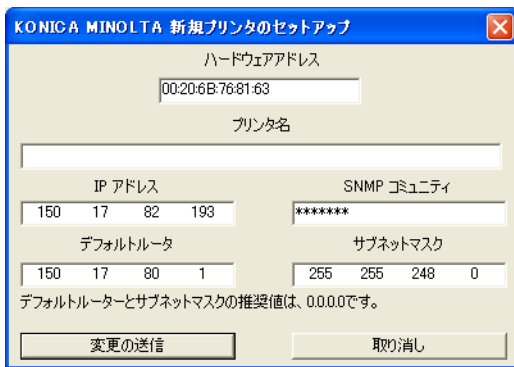 KONICA MINOLTA 新規プリンタのセットアップ
ハードウェアアドレス
00:20:6B:76:81:63
プリンタ名
IP アドレス SNMP コミュニティ
150 17 82 193 *******
デフォルトルータ サブネットマスク
150 17 80 1 255 255 248 0
デフォルトルーターとサブネットマスクの推奨値は、0.0.0.0です。
変更の送信 取り消し